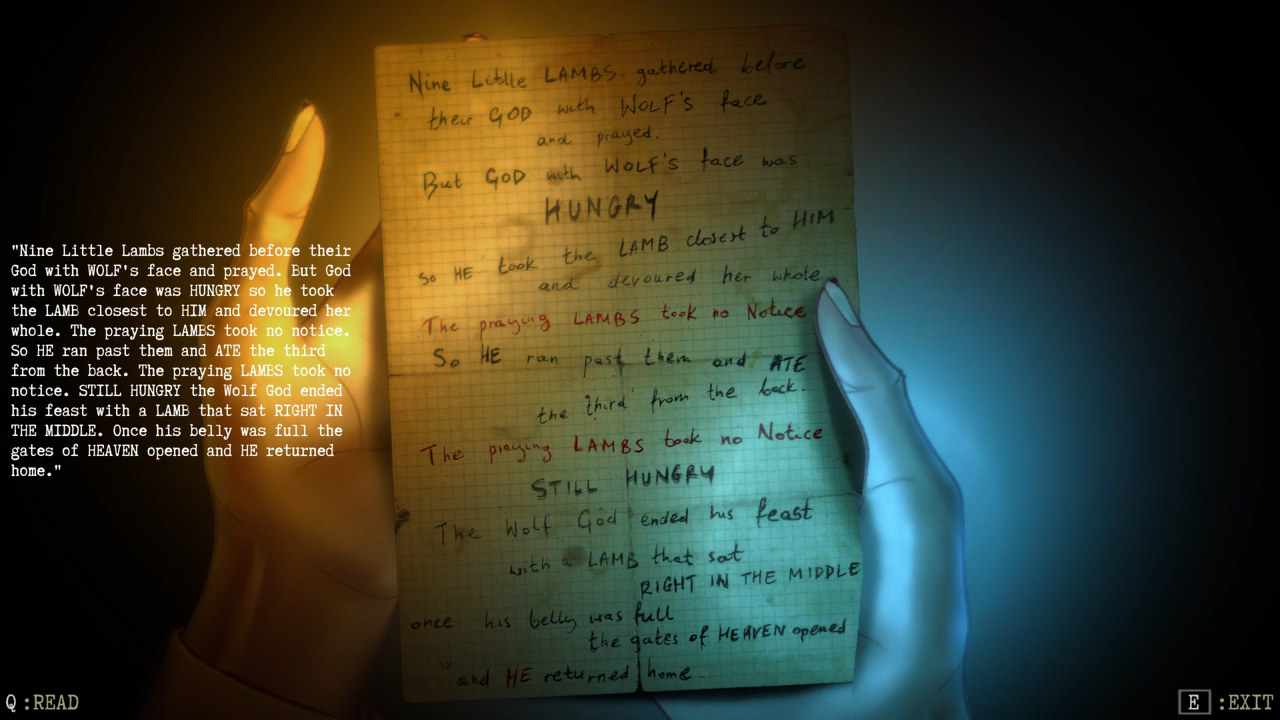 Nine Little LAMBS gathered before
their GOD with WOLF'S face
and prayed.
But GOD with WOLF'S face was
HUNGRY
so HE took the LAMB closest to HIM
and devoured her whole
The praying LAMBS took no Notice
So HE ran past them and ATE
the third from the back.
The praying LAMBS took no Notice
STILL HUNGRY
The Wolf God ended his feast
with a LAMB that sat
RIGHT IN THE MIDDLE
once his belly was full
the gates of HEAVEN opened
and HE returned home.
"Nine Little Lambs gathered before their
God with WOLF's face and prayed. But God
with WOLF's face was HUNGRY so he took
the LAMB closest to HIM and devoured her
whole. The praying LAMBS took no notice.
So HE ran past them and ATE the third
from the back. The praying LAMBS took no
notice. STILL HUNGRY the Wolf God ended
his feast with a LAMB that sat RIGHT IN
THE MIDDLE. Once his belly was full the
gates of HEAVEN opened and HE returned
home."
Q :READ
E :EXIT